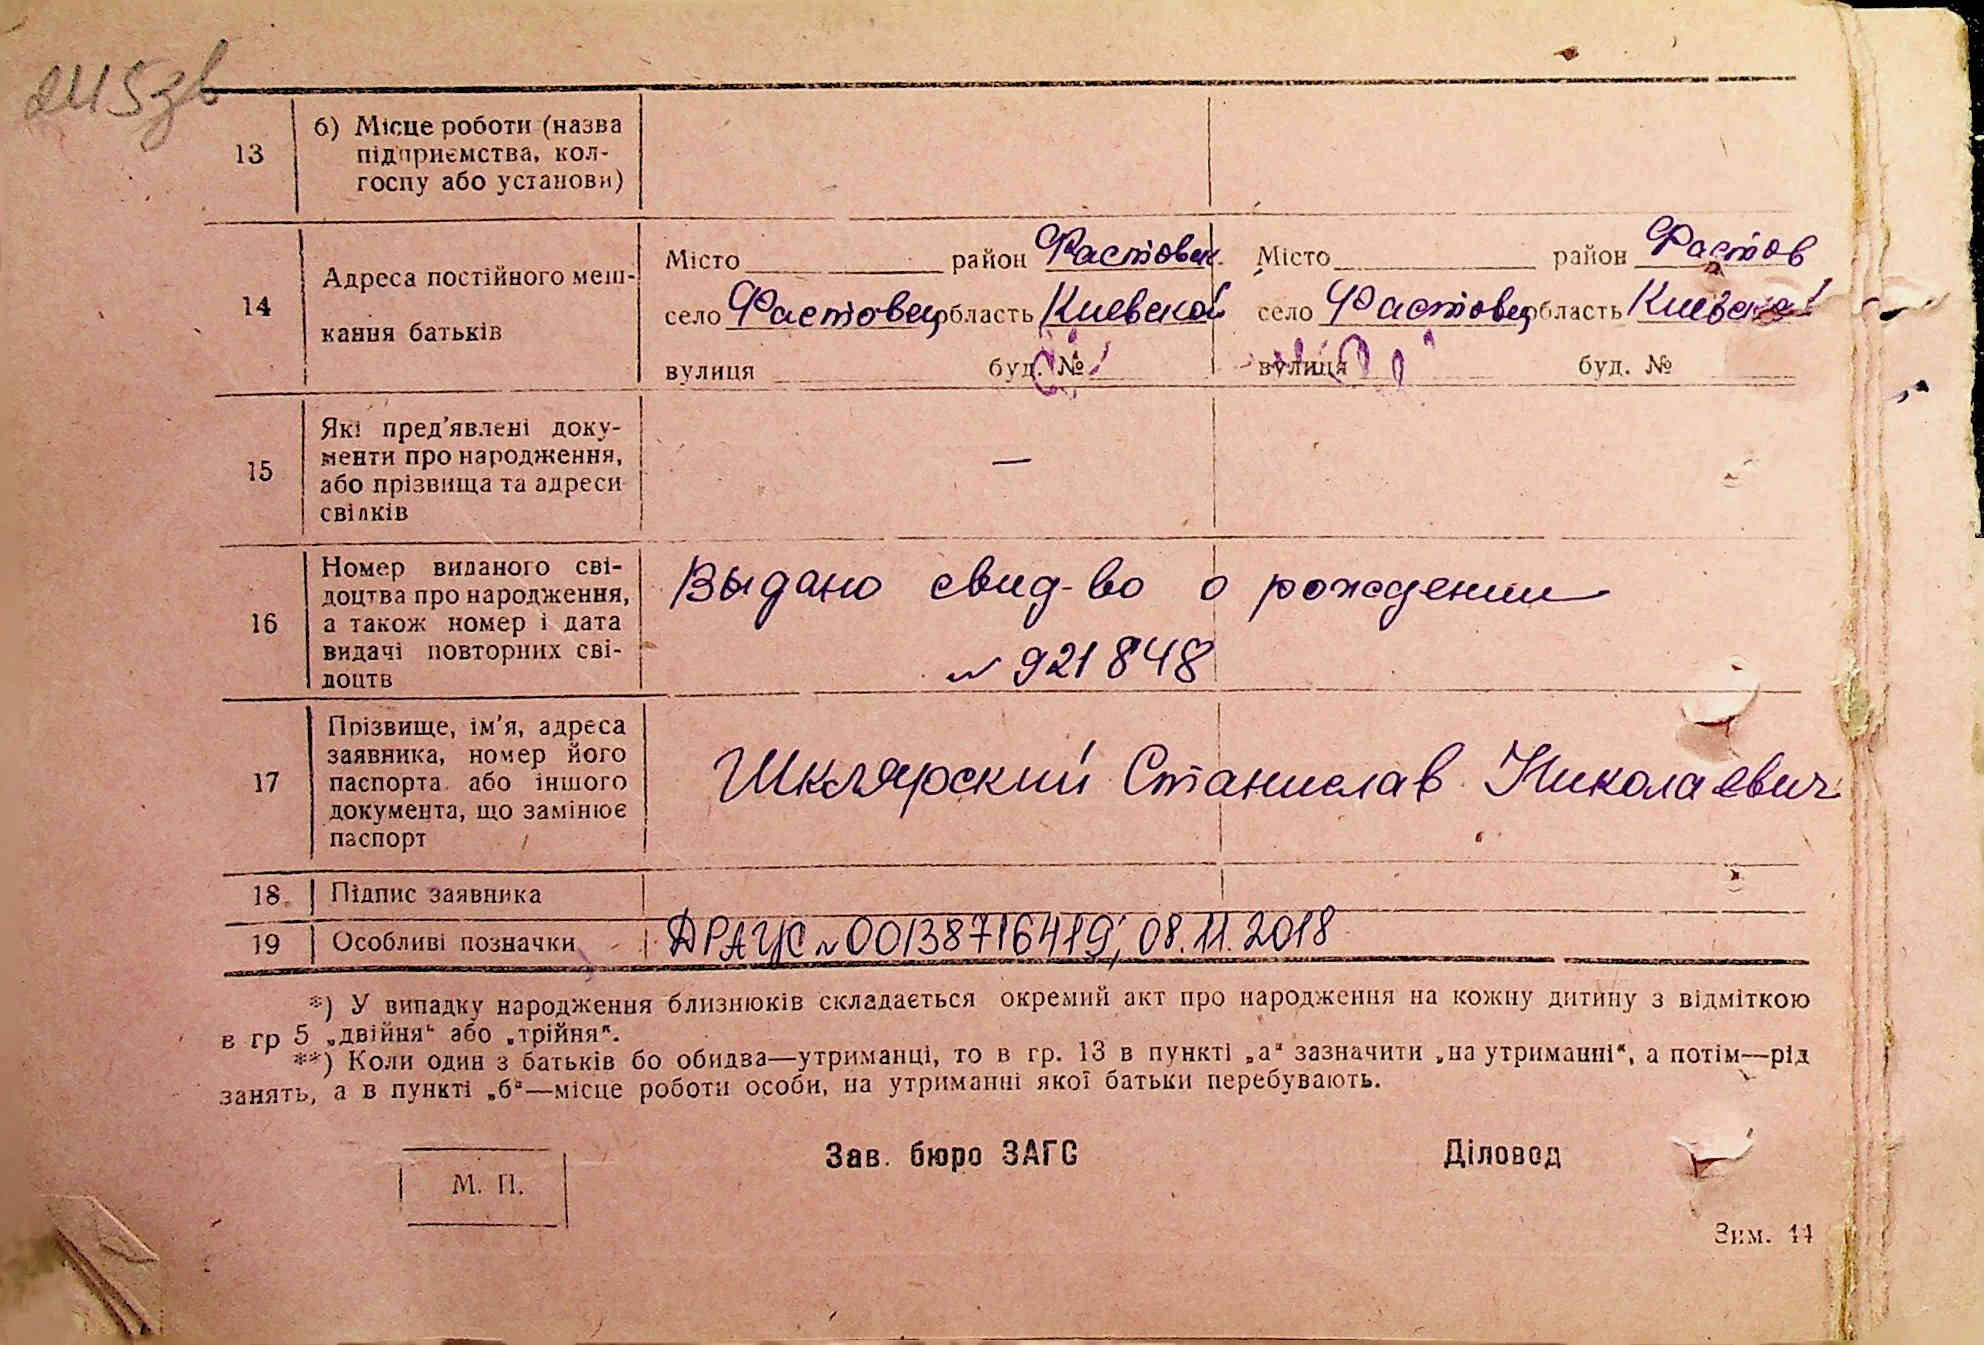 245зв
13
б) Місце роботи (назва
підприємства, кол-
госпу або установи)
14
Адреса постійного меш-
кання батьків
Місто район Фастовск.
село Фастовец область Киевской
вулиця буд. №
Місто район Фастов
село Фастовец область Киевской
вулиця буд. №
15
Які пред'явлені доку-
менти про народження,
або прізвища та адреси
свідків
—
16
Номер виданого сві-
доцтва про народження,
а також номер і дата
видачі повторних сві-
доцтв
Выдано свид-во о рождении
№ 921848
17
Прізвище, ім'я, адреса
заявника, номер його
паспорта або іншого
документа, що замінює
паспорт
Шклярский Станислав Николаевич
18.
Підпис заявника
19
Особливі позначки
ДРАЦС № 00138716419; 08.11.2018
*) У випадку народження близнюків складається окремий акт про народження на кожну дитину з відміткою
в гр 5 „двійня“ або „трійня“.
**) Коли один з батьків бо обидва—утриманці, то в гр. 13 в пункті „а“ зазначити „на утриманні“, а потім—рід
занять, а в пункті „б“—місце роботи особи, на утриманні якої батьки перебувають.
М. П.
Зав. бюро ЗАГС
Діловод
Зим. 44